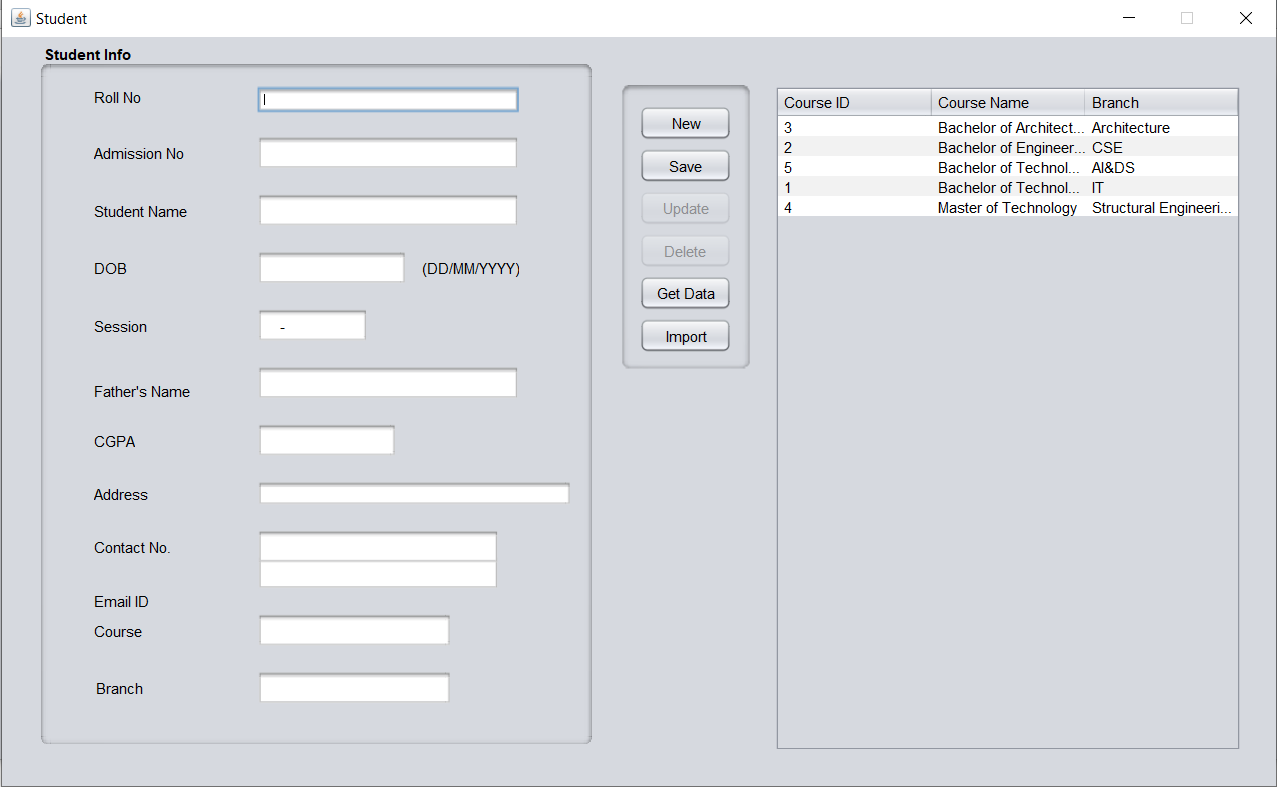 Student
Student Info
Roll No
Admission No
Student Name
DOB (DD/MM/YYYY)
Session -
Father's Name
CGPA
Address
Contact No.
Email ID
Course
Branch
New
Save
Update
Delete
Get Data
Import
Course ID Course Name Branch
3 Bachelor of Architect... Architecture
2 Bachelor of Engineer... CSE
5 Bachelor of Technol... AI&DS
1 Bachelor of Technol... IT
4 Master of Technology Structural Engineeri...